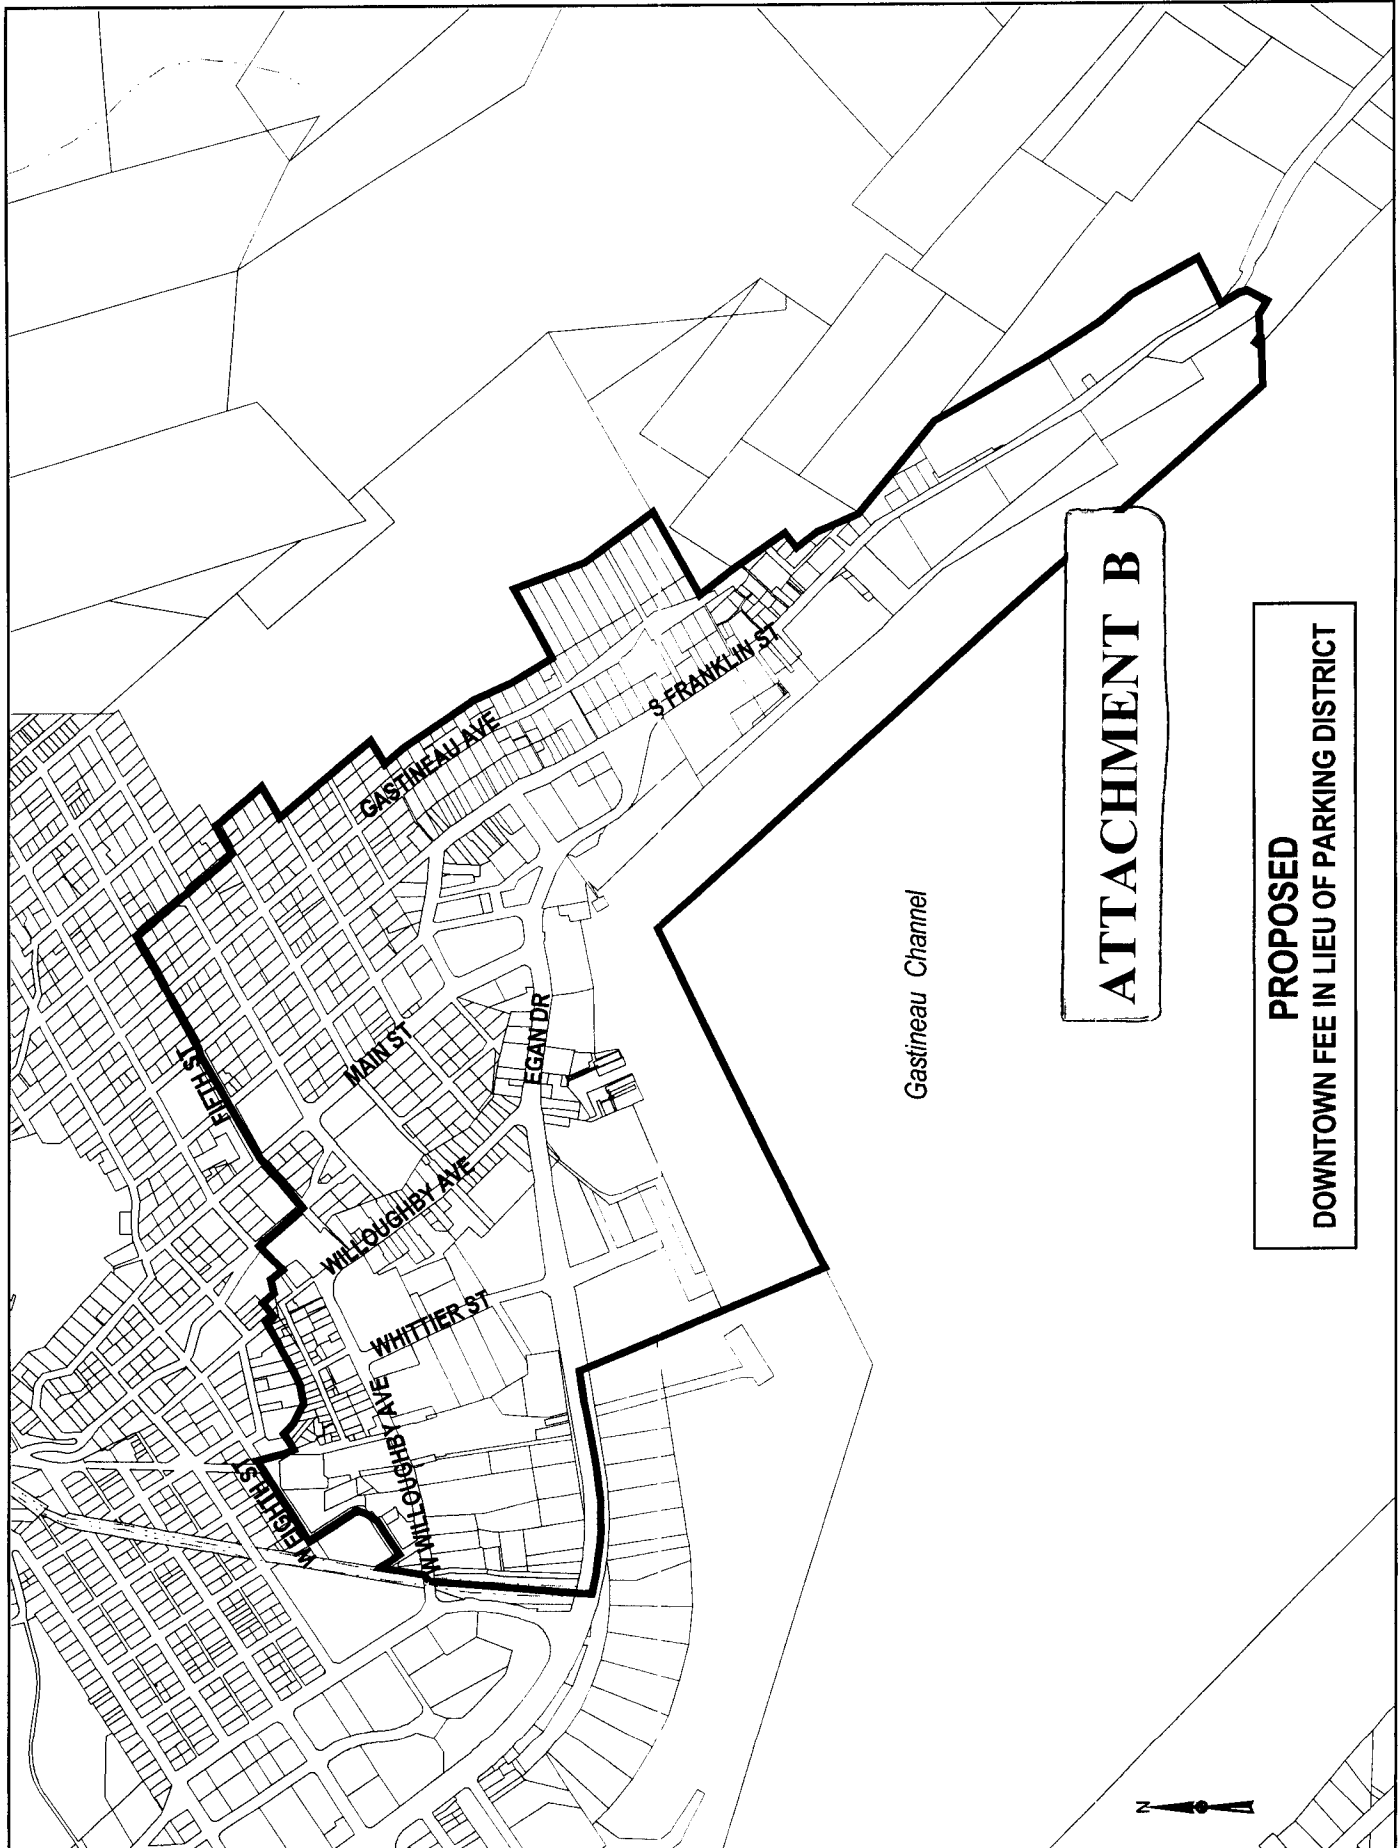 FIFTH ST
W EIGHTH ST
MAIN ST
GASTINEAU AVE
WILLOUGHBY AVE
WHITTIER ST
W WILLOUGHBY AVE
EGAN DR
S FRANKLIN ST
Gastineau Channel
ATTACHMENT B
PROPOSED
DOWNTOWN FEE IN LIEU OF PARKING DISTRICT
N